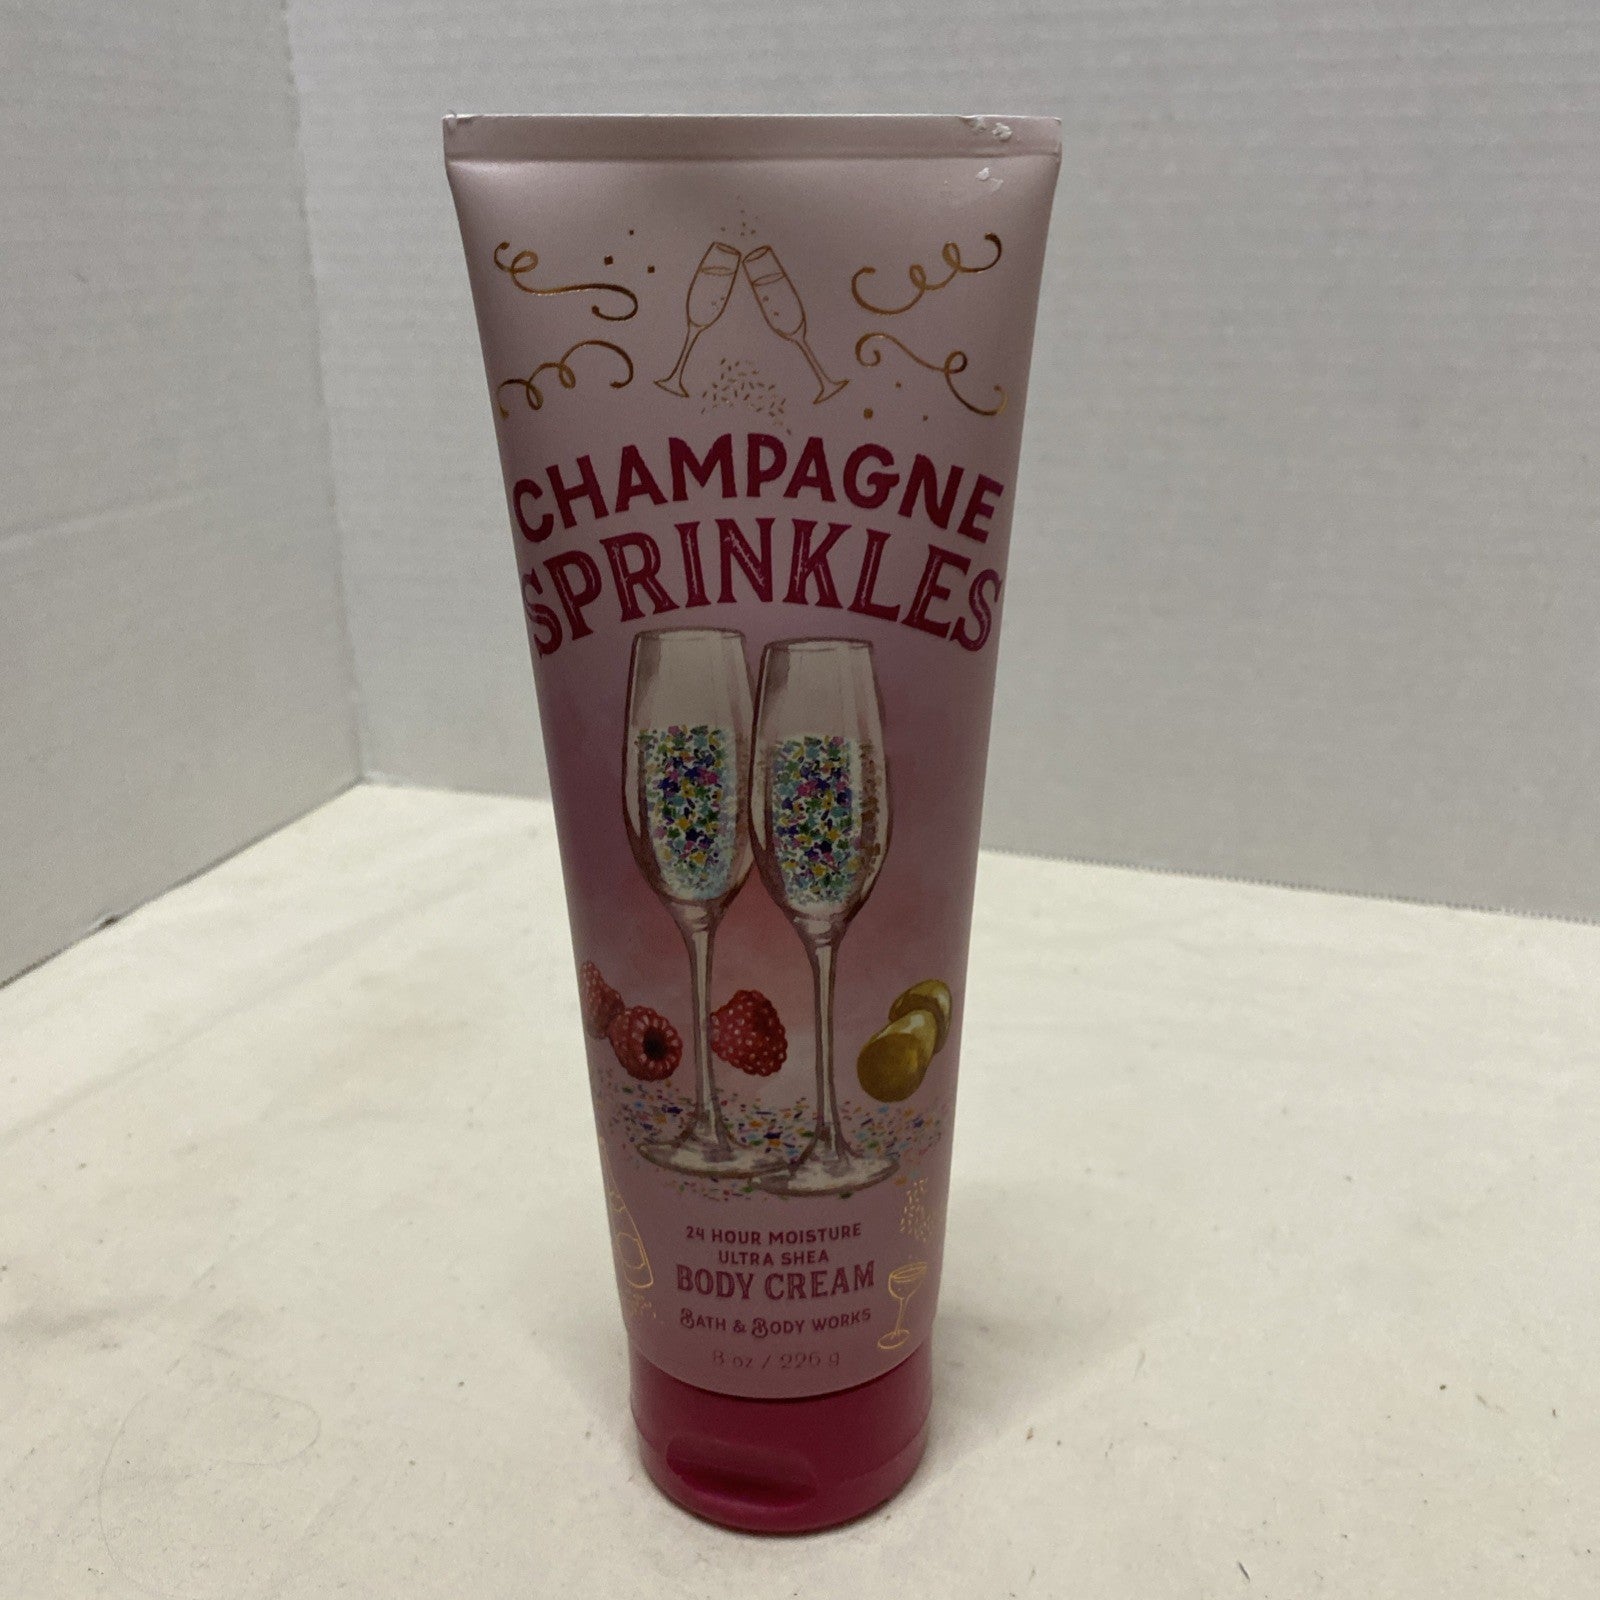 CHAMPAGNE
SPRINKLES
24 HOUR MOISTURE
ULTRA SHEA
BODY CREAM
BATH & BODY WORKS
8 oz / 226 g